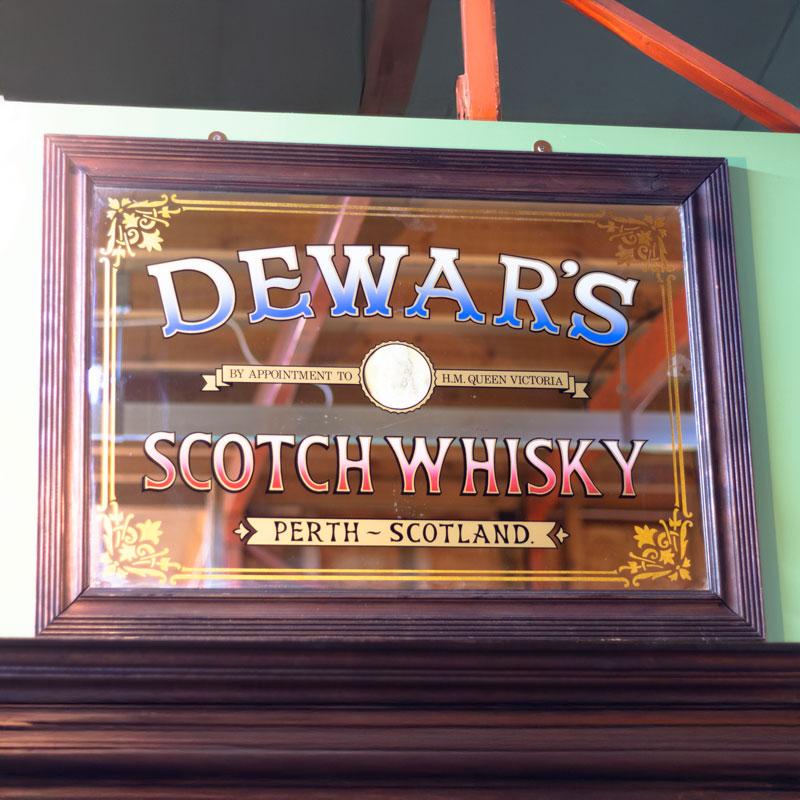 DEWAR'S
BY APPOINTMENT TO H.M. QUEEN VICTORIA
SCOTCH WHISKY
PERTH ~ SCOTLAND.